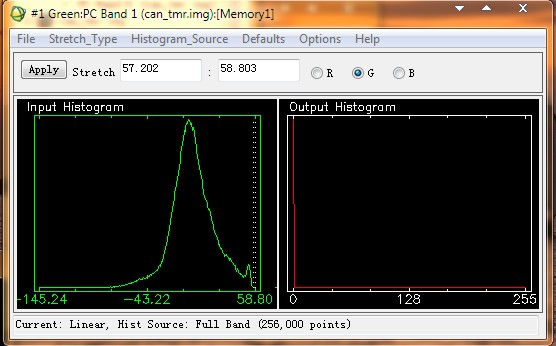 #1 Green:PC Band 1 (can_tmr.img):[Memory1]
File Stretch_Type Histogram_Source Defaults Options Help
Apply Stretch 57.202 : 58.803 R G B
Input Histogram Output Histogram
-145.24 -43.22 58.80 0 128 255
Current: Linear, Hist Source: Full Band (256,000 points)